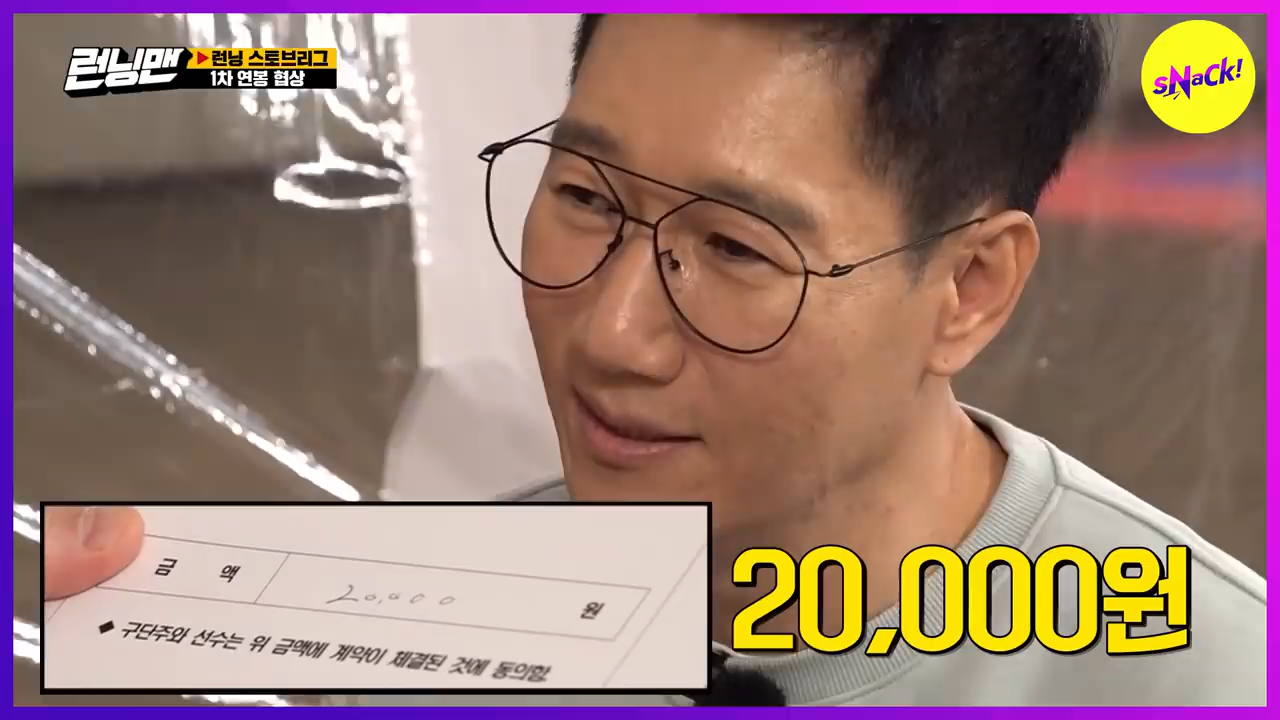 런닝맨
런닝 스토브리그
1차 연봉 협상
sNaCk!
금 액 20,000 원
◆ 구단주와 선수는 위 금액에 계약이 체결된 것에 동의함.
20,000원